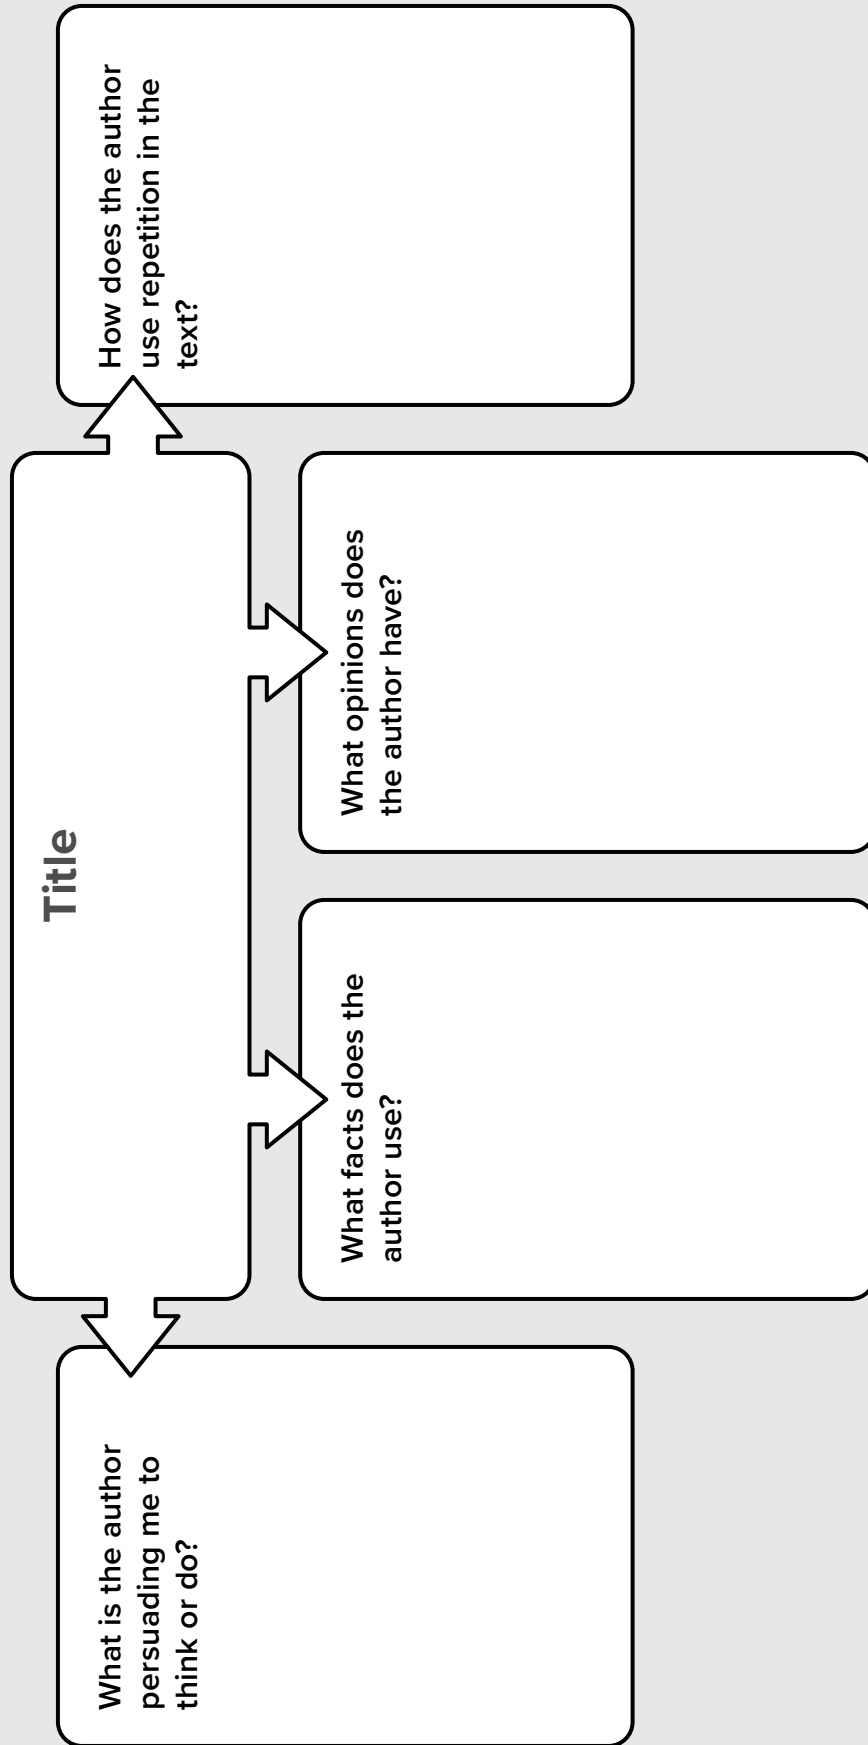 Title
What is the author
persuading me to
think or do?
What facts does the
author use?
What opinions does
the author have?
How does the author
use repetition in the
text?